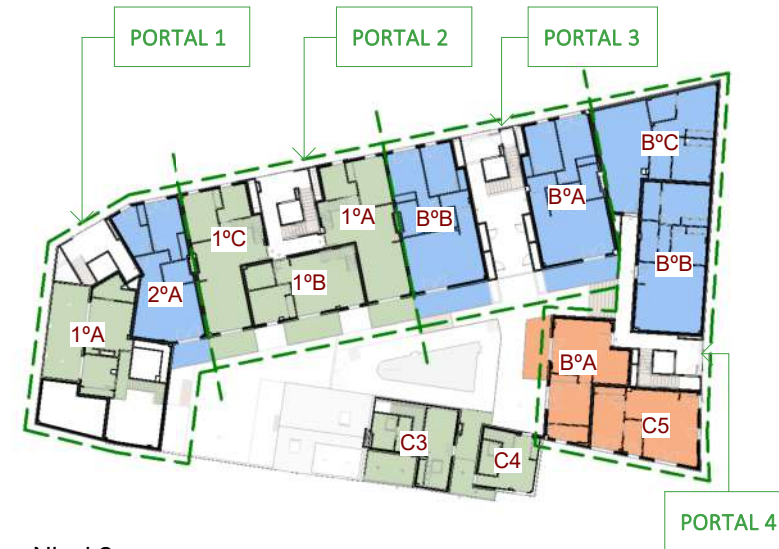 PORTAL 1
PORTAL 2
PORTAL 3
BºC
BºA
1ºA
BºB
1ºC
BºB
1ºB
2ºA
1ºA
BºA
C5
C3
C4
PORTAL 4